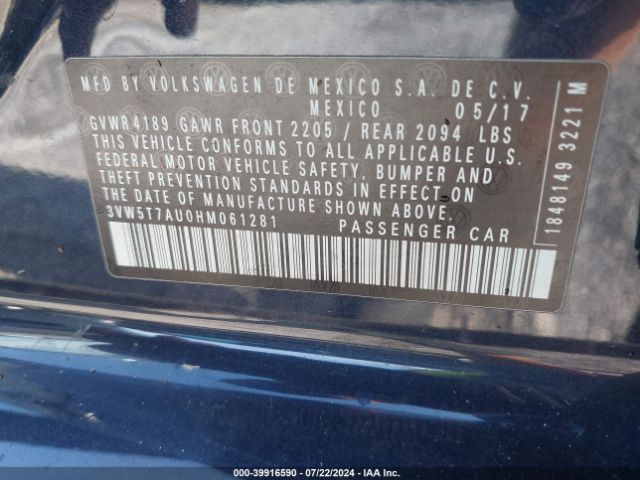 MFD BY VOLKSWAGEN DE MEXICO S.A. DE C.V.
MEXICO 05/17
GVWR 4189 GAWR FRONT 2205 / REAR 2094 LBS
THIS VEHICLE CONFORMS TO ALL APPLICABLE U.S.
FEDERAL MOTOR VEHICLE SAFETY, BUMPER AND
THEFT PREVENTION STANDARDS IN EFFECT ON
THE DATE OF MANUFACTURE SHOWN ABOVE.
3VW5T7AU0HM061281 PASSENGER CAR
1848149 3221 M
000-39916590 - 07/22/2024 - IAA Inc.